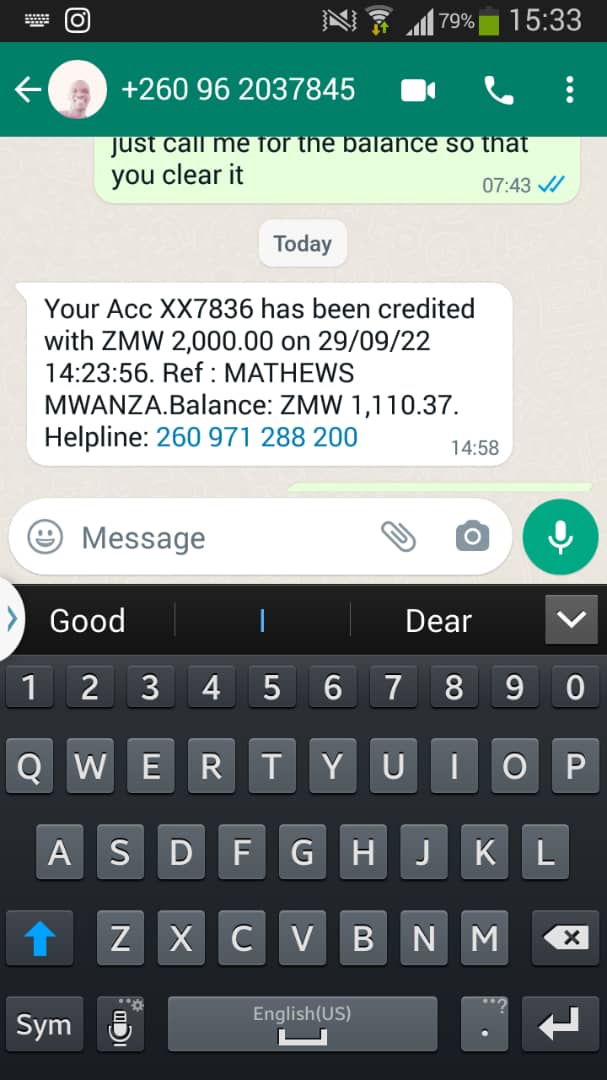 79% 15:33
+260 96 2037845
just call me for the balance so that
you clear it
07:43
Today
Your Acc XX7836 has been credited
with ZMW 2,000.00 on 29/09/22
14:23:56. Ref : MATHEWS
MWANZA.Balance: ZMW 1,110.37.
Helpline: 260 971 288 200
14:58
Message
Good I Dear
1 2 3 4 5 6 7 8 9 0
Q W E R T Y U I O P
A S D F G H J K L
Z X C V B N M
Sym English(US) . ?